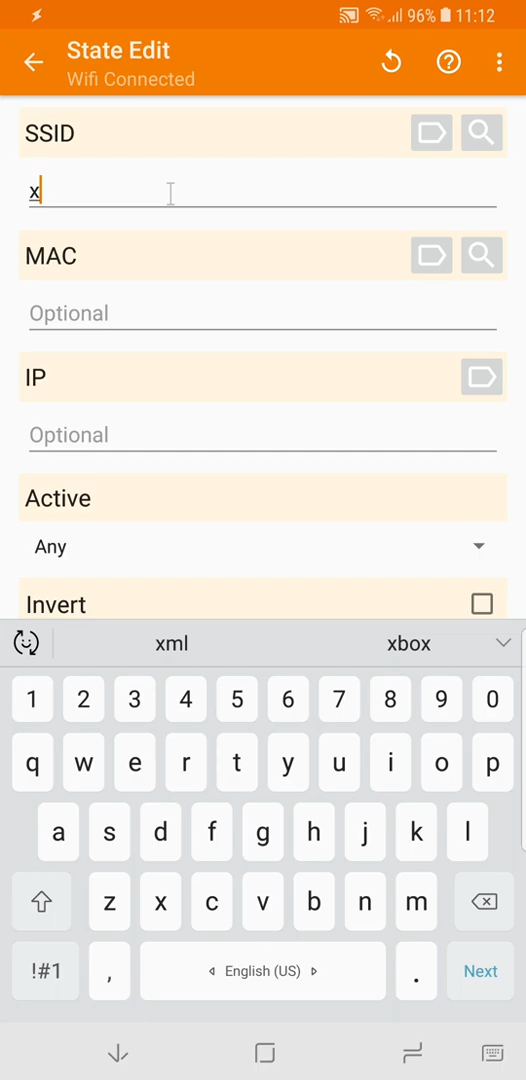 96% 11:12
State Edit
Wifi Connected
SSID
x
MAC
Optional
IP
Optional
Active
Any
Invert
xml xbox
1 2 3 4 5 6 7 8 9 0
q w e r t y u i o p
a s d f g h j k l
z x c v b n m
!#1 , English (US) . Next